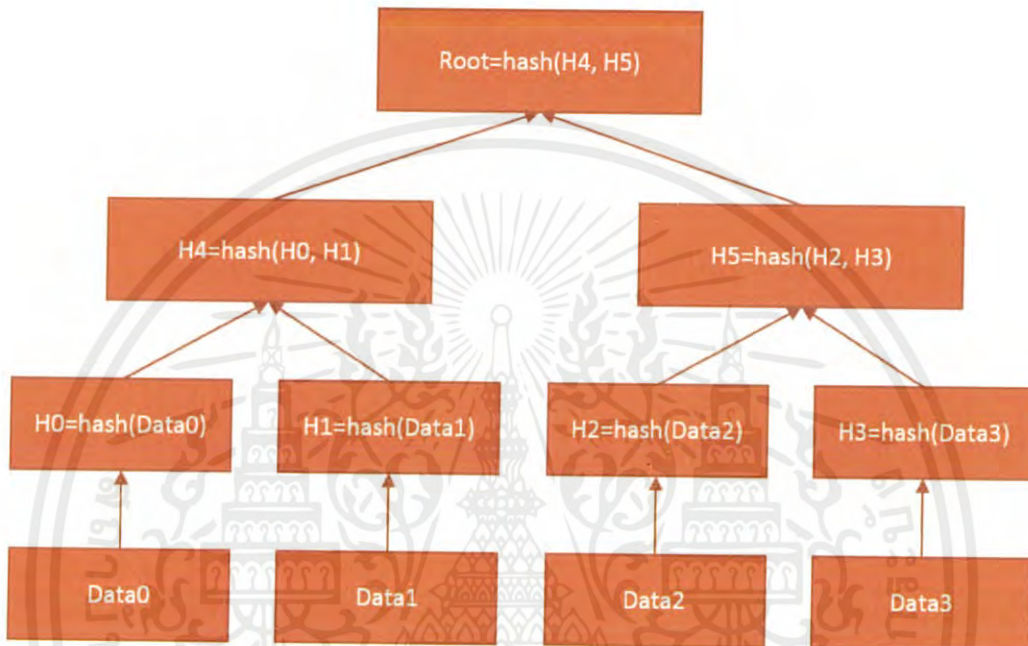 Root=hash(H4, H5)
H4=hash(H0, H1)
H5=hash(H2, H3)
H0=hash(Data0)
H1=hash(Data1)
H2=hash(Data2)
H3=hash(Data3)
Data0
Data1
Data2
Data3